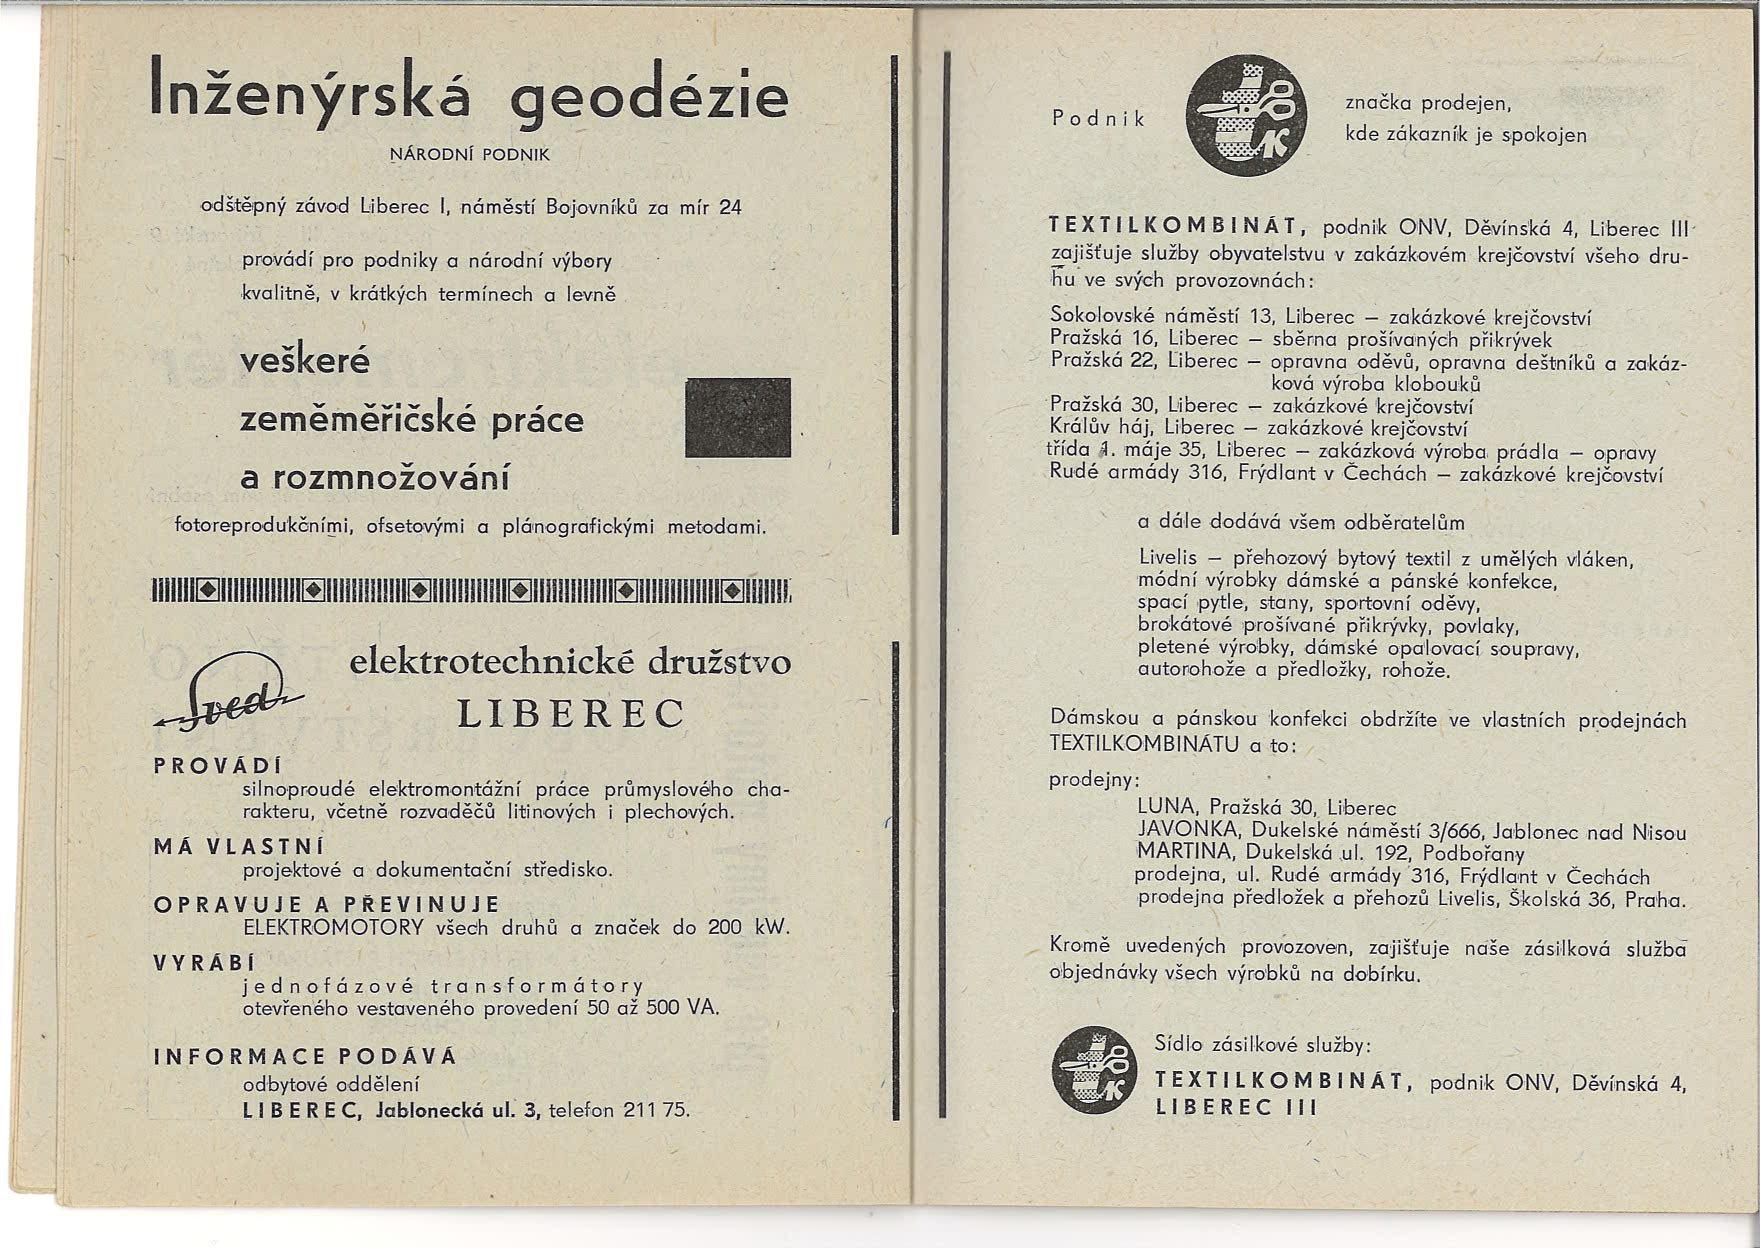 Inženýrská geodézie
NÁRODNÍ PODNIK
odštěpný závod Liberec I, náměstí Bojovníků za mír 24
provádí pro podniky a národní výbory
kvalitně, v krátkých termínech a levně
veškeré
zeměměřičské práce
a rozmnožování
fotoreprodukčními, ofsetovými a plánografickými metodami.
Sved
elektrotechnické družstvo
LIBEREC
PROVÁDÍ
silnoproudé elektromontážní práce průmyslového cha-
rakteru, včetně rozvaděčů litinových i plechových.
MÁ VLASTNÍ
projektové a dokumentační středisko.
OPRAVUJE A PŘEVINUJE
ELEKTROMOTORY všech druhů a značek do 200 kW.
VYRÁBÍ
jednofázové transformátory
otevřeného vestaveného provedení 50 až 500 VA.
INFORMACE PODÁVÁ
odbytové oddělení
LIBEREC, Jablonecká ul. 3, telefon 211 75.
Podnik
K
značka prodejen,
kde zákazník je spokojen
TEXTILKOMBINÁT, podnik ONV, Děvínská 4, Liberec III
zajišťuje služby obyvatelstvu v zakázkovém krejčovství všeho dru-
hu ve svých provozovnách:
Sokolovské náměstí 13, Liberec – zakázkové krejčovství
Pražská 16, Liberec – sběrna prošívaných přikrývek
Pražská 22, Liberec – opravna oděvů, opravna deštníků a zakáz-
ková výroba klobouků
Pražská 30, Liberec – zakázkové krejčovství
Králův háj, Liberec – zakázkové krejčovství
třída 1. máje 35, Liberec – zakázková výroba prádla – opravy
Rudé armády 316, Frýdlant v Čechách – zakázkové krejčovství
a dále dodává všem odběratelům
Livelis – přehozový bytový textil z umělých vláken,
módní výrobky dámské a pánské konfekce,
spací pytle, stany, sportovní oděvy,
brokátové prošívané přikrývky, povlaky,
pletené výrobky, dámské opalovací soupravy,
autorohože a předložky, rohože.
Dámskou a pánskou konfekci obdržíte ve vlastních prodejnách
TEXTILKOMBINÁTU a to:
prodejny:
LUNA, Pražská 30, Liberec
JAVONKA, Dukelské náměstí 3/666, Jablonec nad Nisou
MARTINA, Dukelská ul. 192, Podbořany
prodejna, ul. Rudé armády 316, Frýdlant v Čechách
prodejna předložek a přehozů Livelis, Školská 36, Praha.
Kromě uvedených provozoven, zajišťuje naše zásilková služba
objednávky všech výrobků na dobírku.
K
Sídlo zásilkové služby:
TEXTILKOMBINÁT, podnik ONV, Děvínská 4,
LIBEREC III